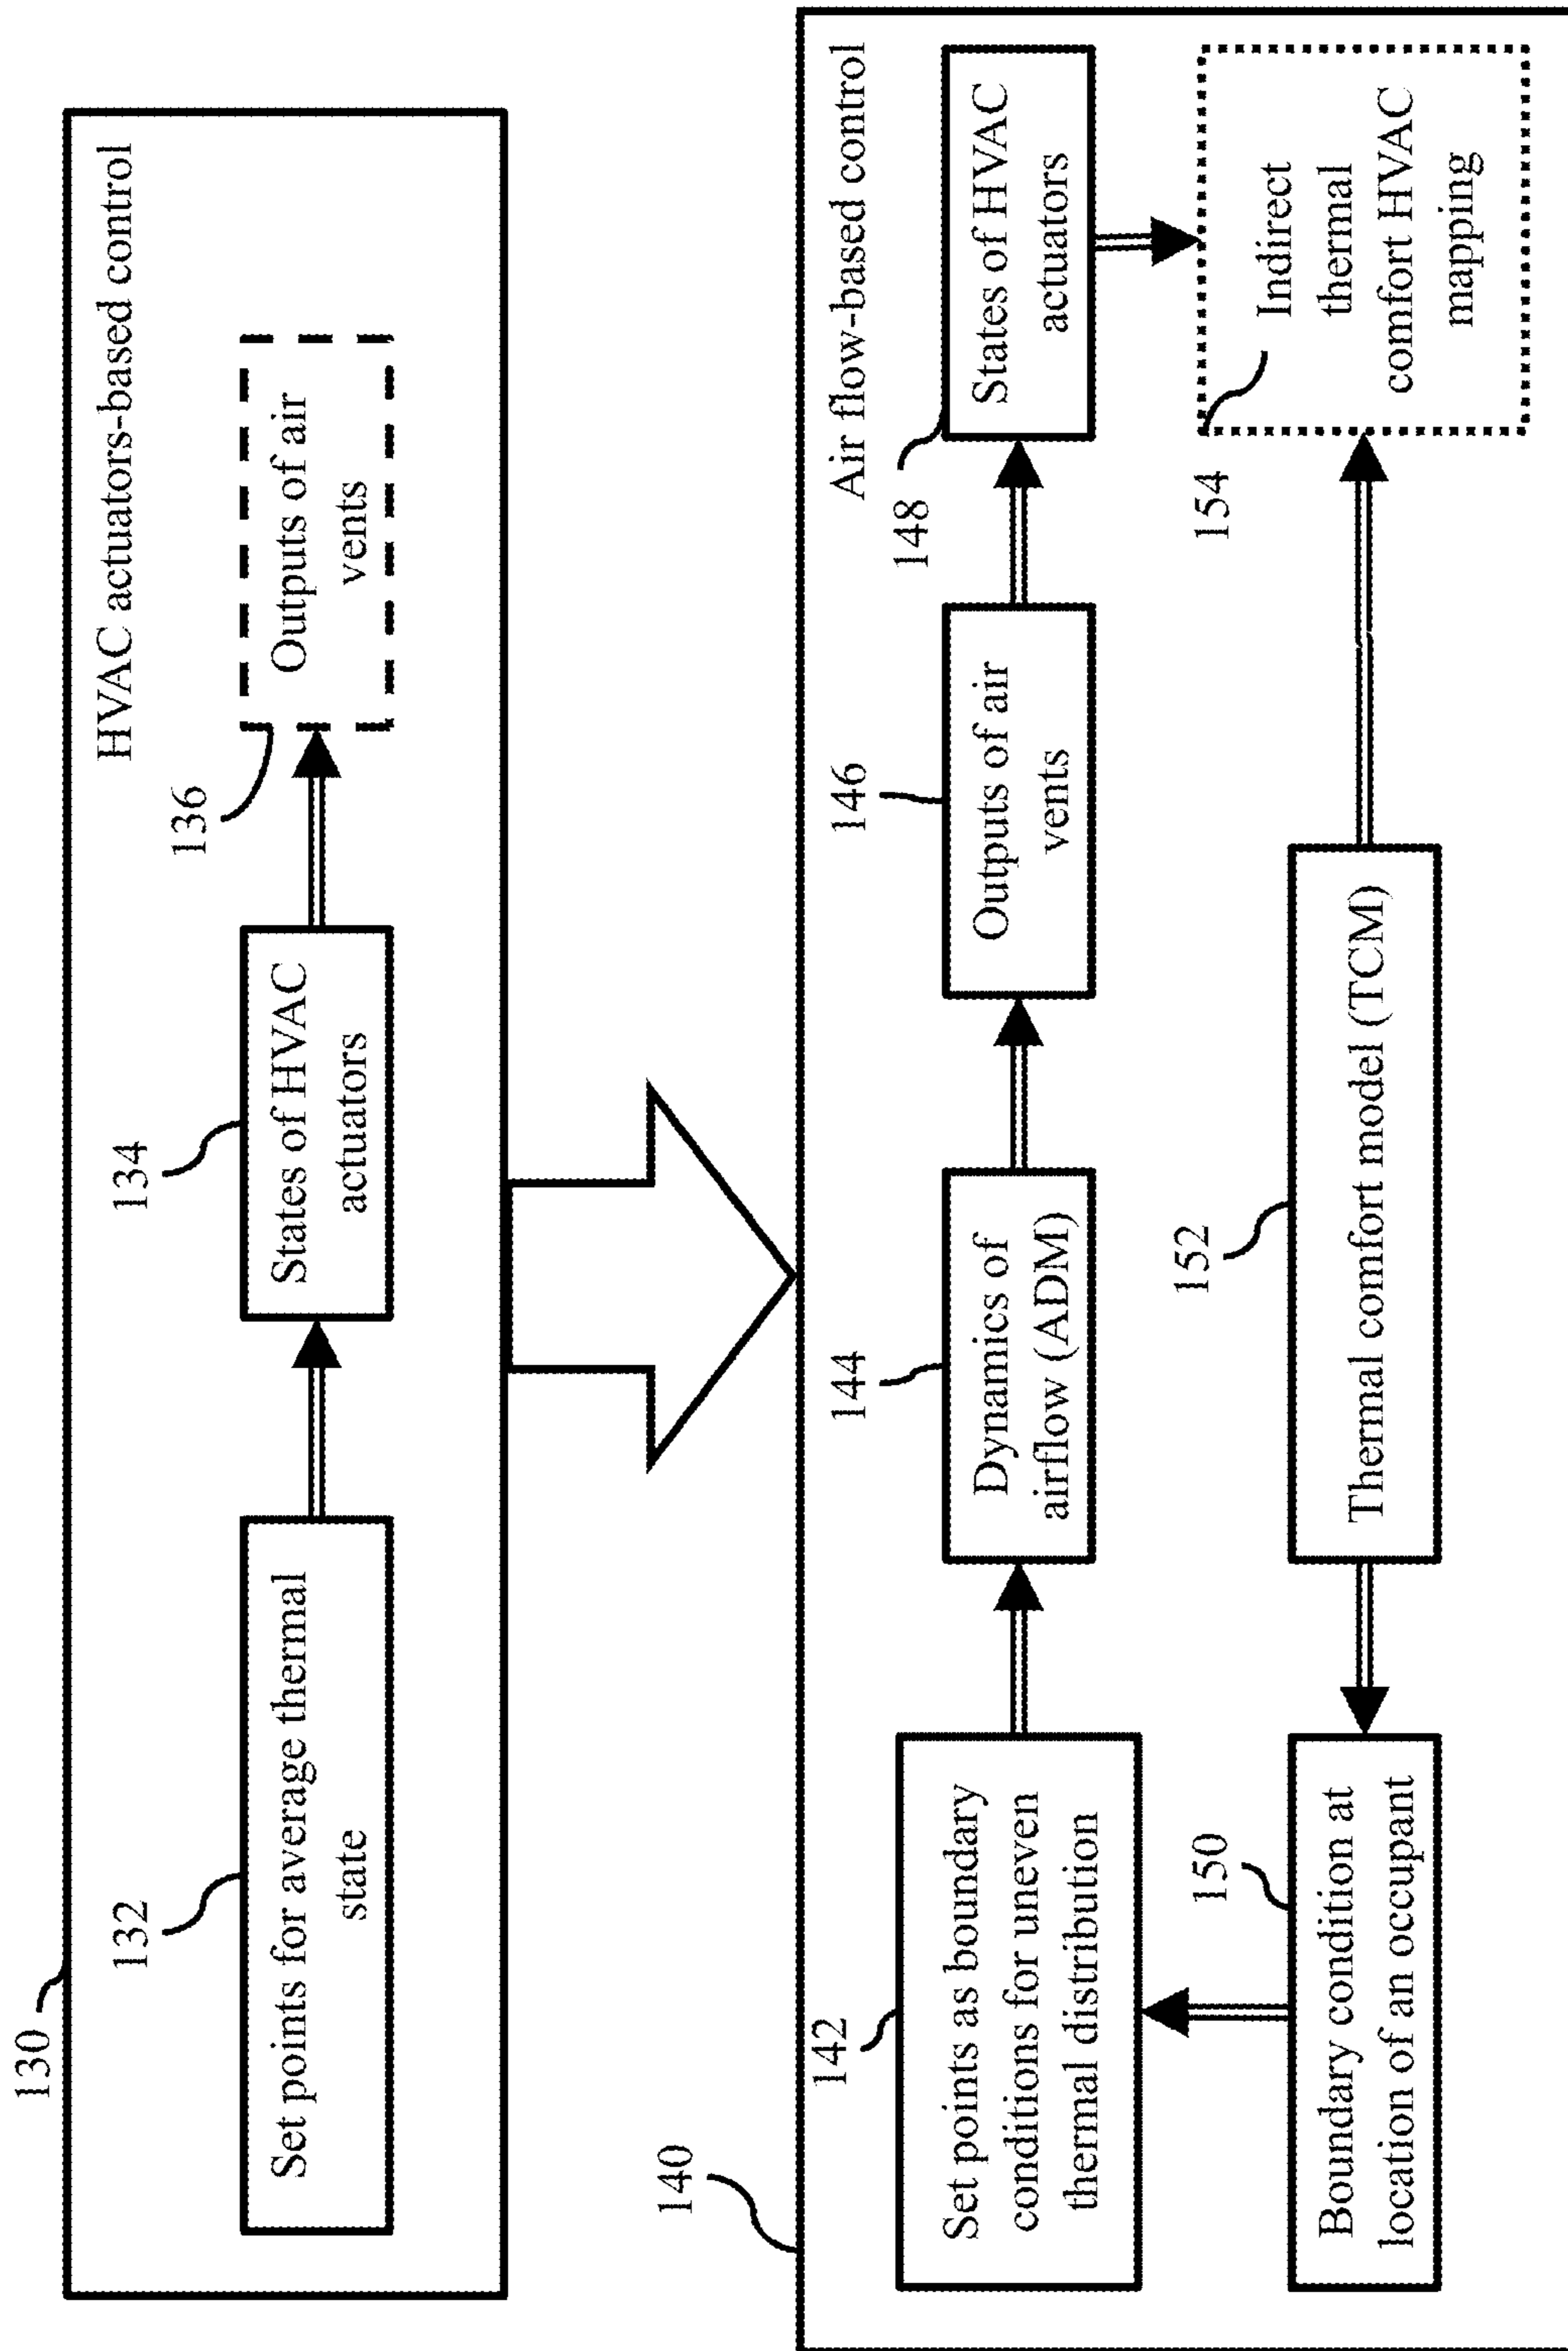 130
HVAC actuators-based control
132
134
136
Set points for average thermal
state
States of HVAC
actuators
Outputs of air
vents
140
Air flow-based control
142
144
146
148
Set points as boundary
conditions for uneven
thermal distribution
Dynamics of
airflow (ADM)
Outputs of air
vents
States of HVAC
actuators
150
152
154
Boundary condition at
location of an occupant
Thermal comfort model (TCM)
Indirect
thermal
comfort HVAC
mapping